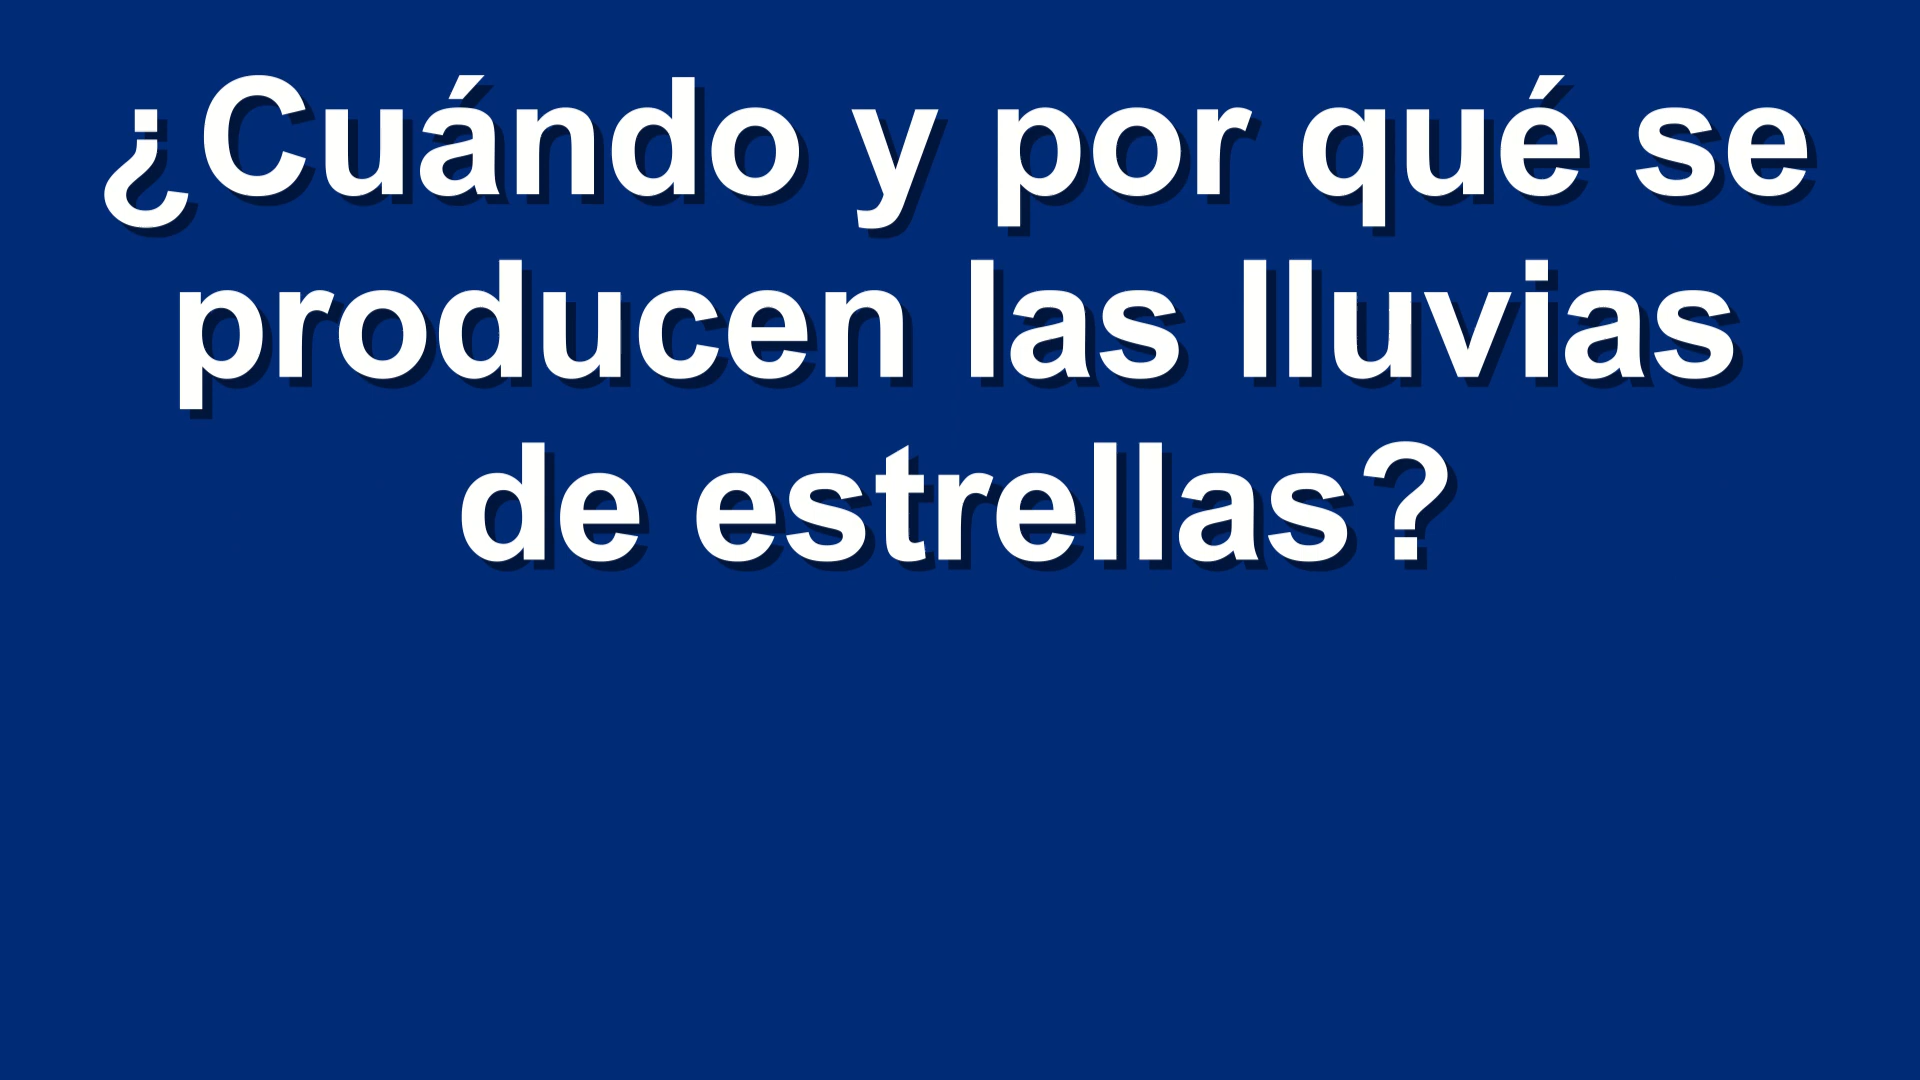 ¿Cuándo y por qué se
producen las lluvias
de estrellas?